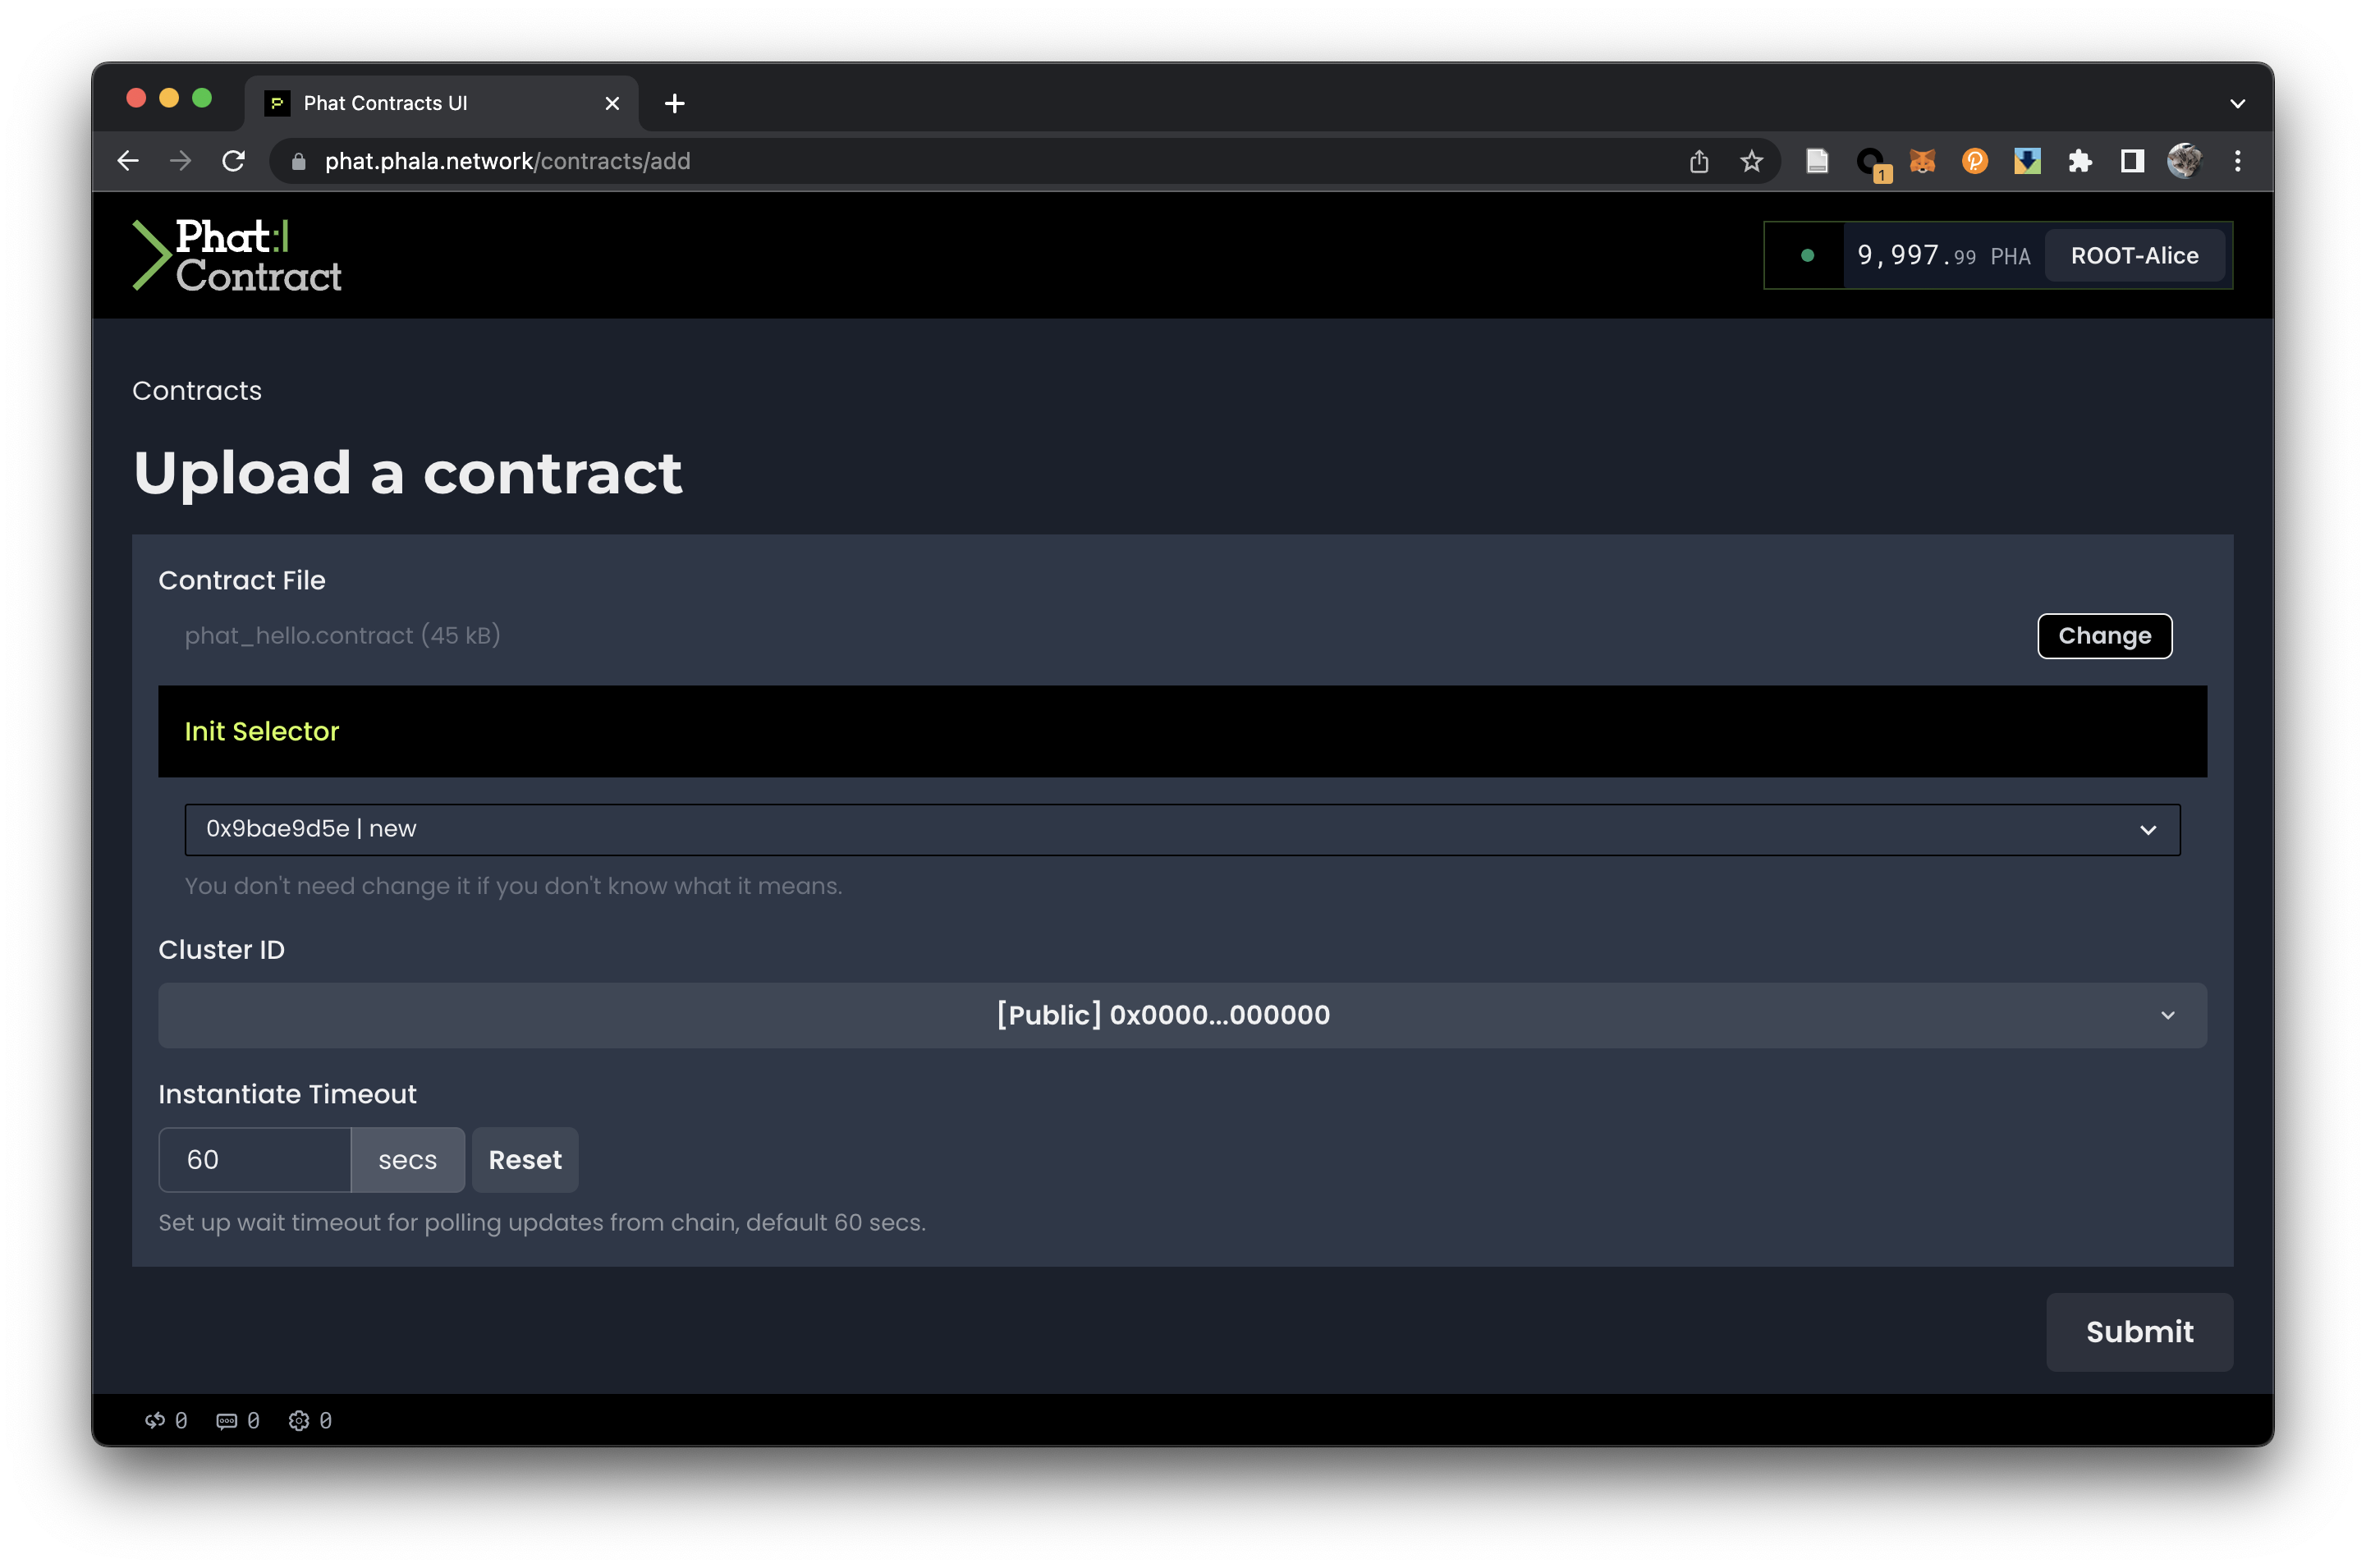 Phat Contracts UI
phat.phala.network/contracts/add
1
Phat
Contract
9,997.99 PHA
ROOT-Alice
Contracts
Upload a contract
Contract File
phat_hello.contract (45 kB)
Change
Init Selector
0x9bae9d5e | new
You don't need change it if you don't know what it means.
Cluster ID
[Public] 0x0000...000000
Instantiate Timeout
60 secs Reset
Set up wait timeout for polling updates from chain, default 60 secs.
Submit
0 0 0